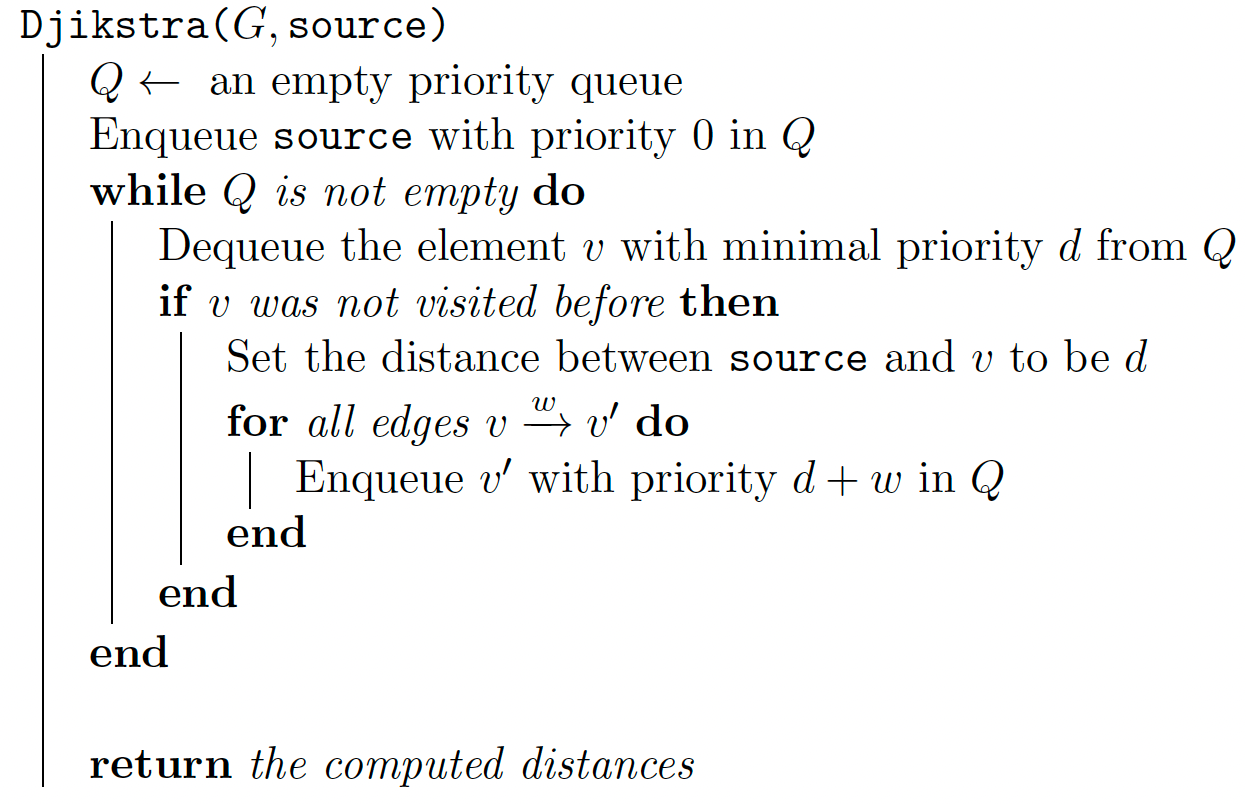 Djikstra(G, source)
Q ← an empty priority queue
Enqueue source with priority 0 in Q
while Q is not empty do
Dequeue the element v with minimal priority d from Q
if v was not visited before then
Set the distance between source and v to be d
for all edges v —w→ v′ do
Enqueue v′ with priority d + w in Q
end
end
end
return the computed distances